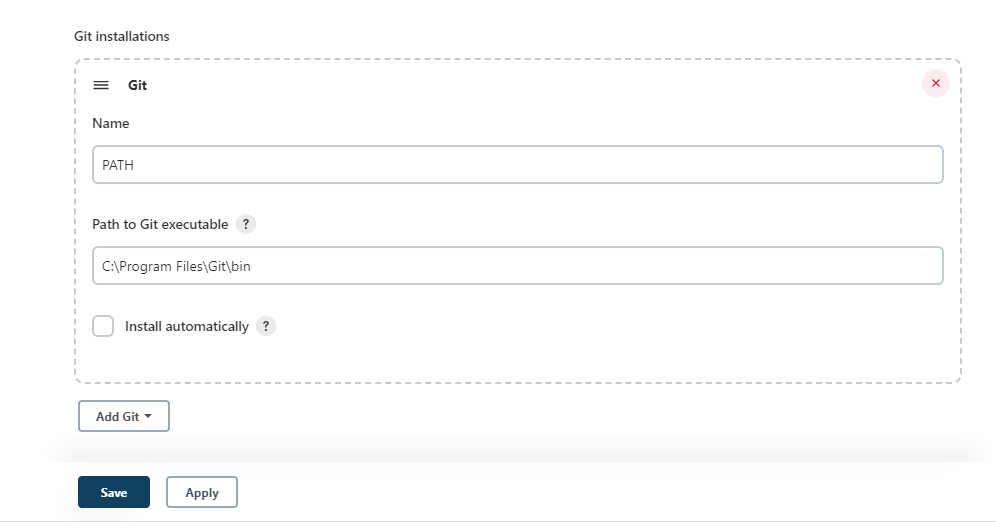 Git installations
Git
Name
PATH
Path to Git executable ?
C:\Program Files\Git\bin
Install automatically ?
Add Git
Save Apply